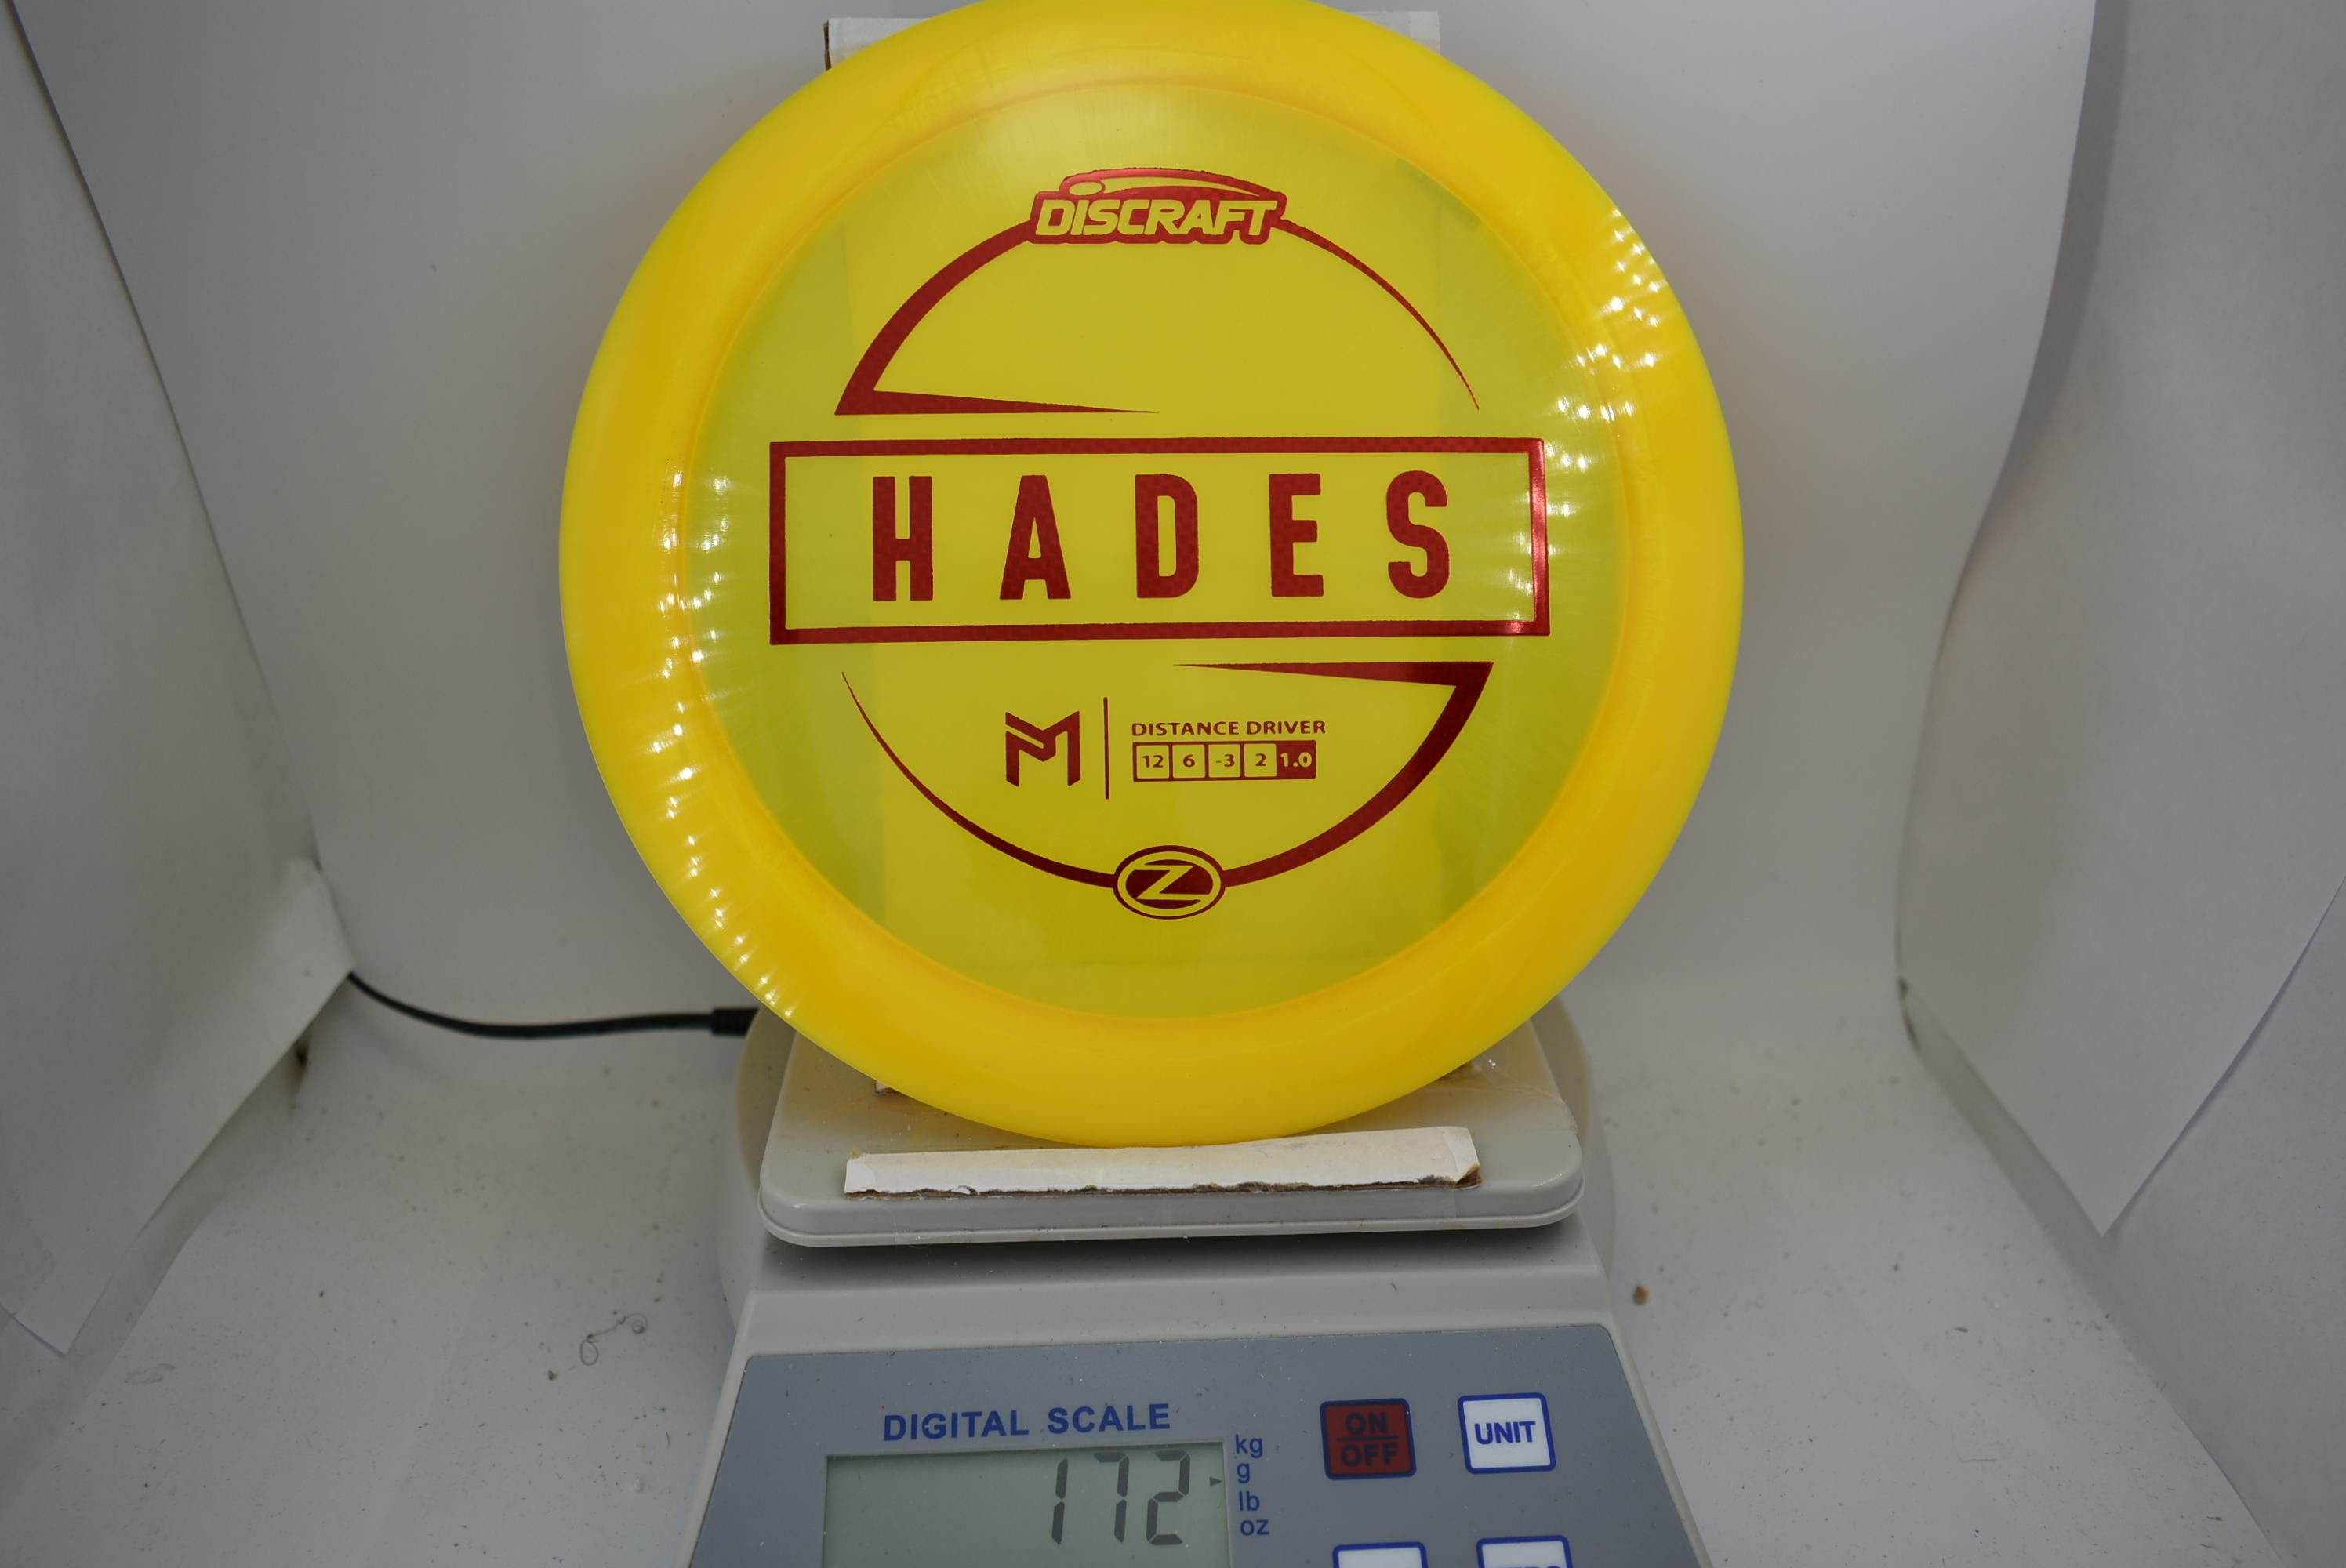 DISCRAFT
HADES
DISTANCE DRIVER
12 6 -3 2 1.0
Z
DIGITAL SCALE
172
kg
g
lb
oz
ON
OFF
UNIT